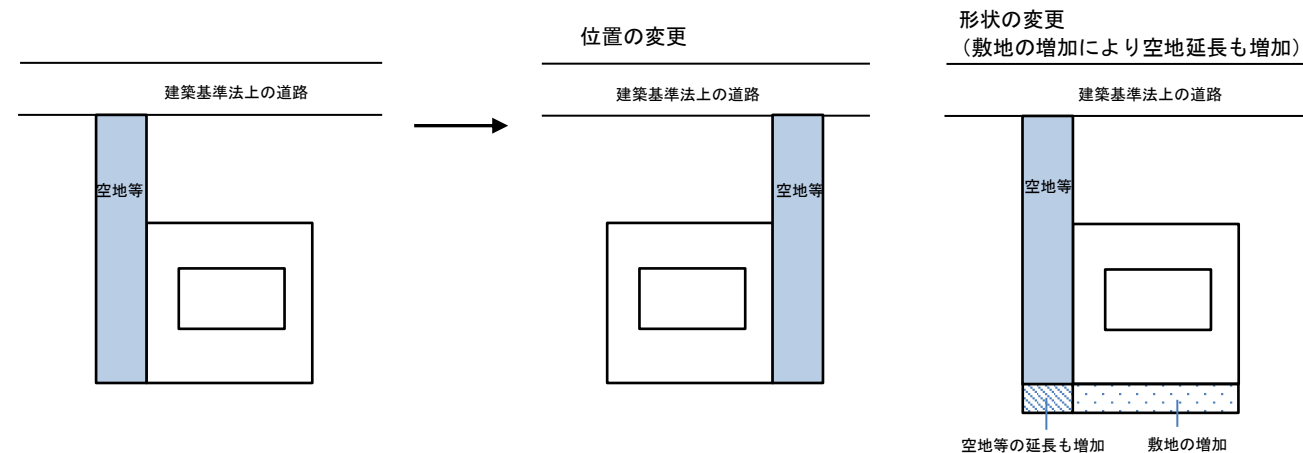 位置の変更
形状の変更
（敷地の増加により空地延長も増加）
建築基準法上の道路
建築基準法上の道路
建築基準法上の道路
空地等
空地等
空地等
空地等の延長も増加
敷地の増加